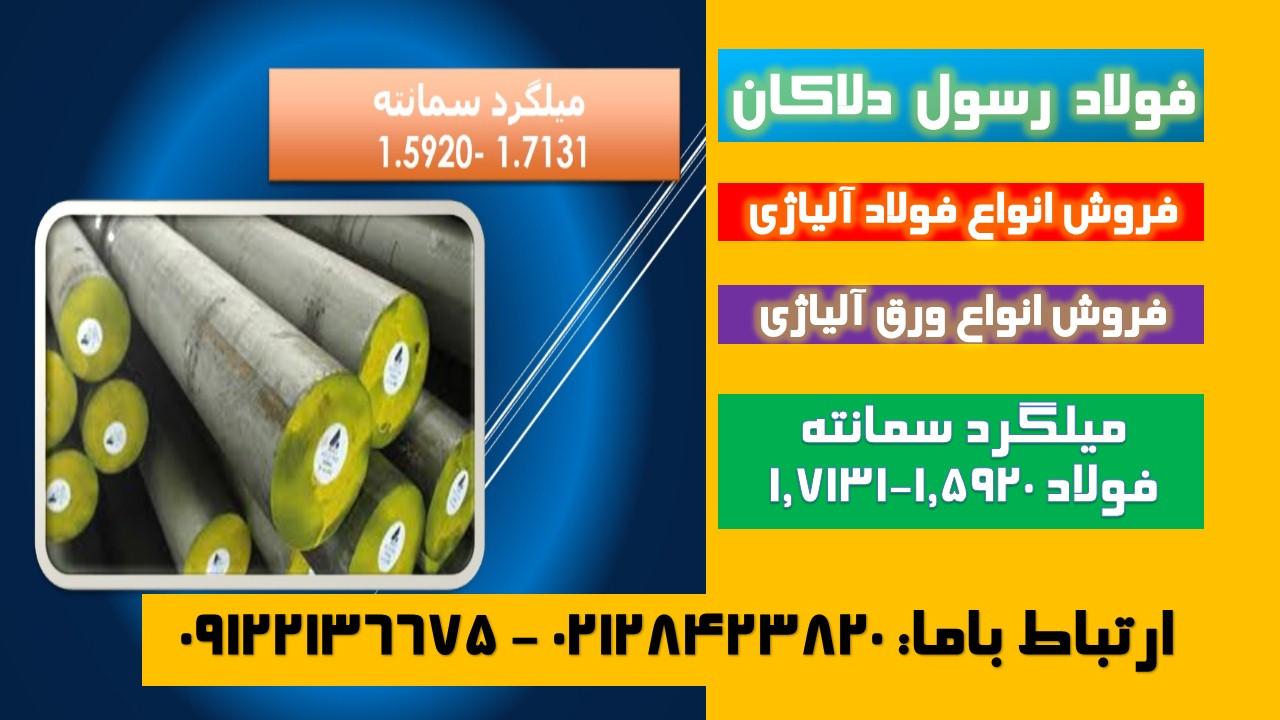 فولاد رسول دلاکان
فروش انواع فولاد آلیاژی
فروش انواع ورق آلیاژی
میلگرد سمانته
فولاد ۱,۵۹۲۰-۱,۷۱۳۱
میلگرد سمانته
1.5920- 1.7131
ارتباط باما: ۰۲۱۲۸۴۲۳۸۲۰ - ۰۹۱۲۲۱۳۶۶۷۵